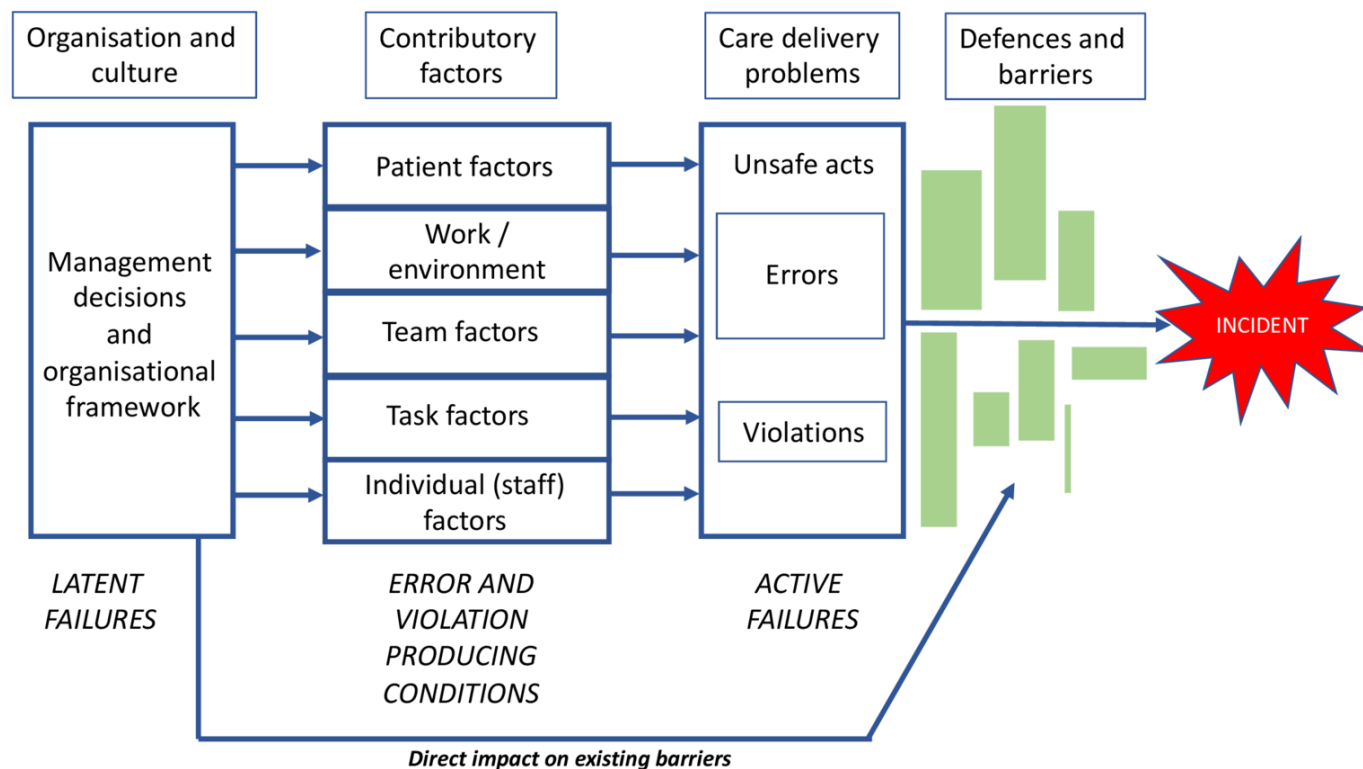 Organisation and
culture
Contributory
factors
Care delivery
problems
Defences and
barriers
Management
decisions
and
organisational
framework
Patient factors
Work /
environment
Team factors
Task factors
Individual (staff)
factors
Unsafe acts
Errors
Violations
INCIDENT
LATENT
FAILURES
ERROR AND
VIOLATION
PRODUCING
CONDITIONS
ACTIVE
FAILURES
Direct impact on existing barriers